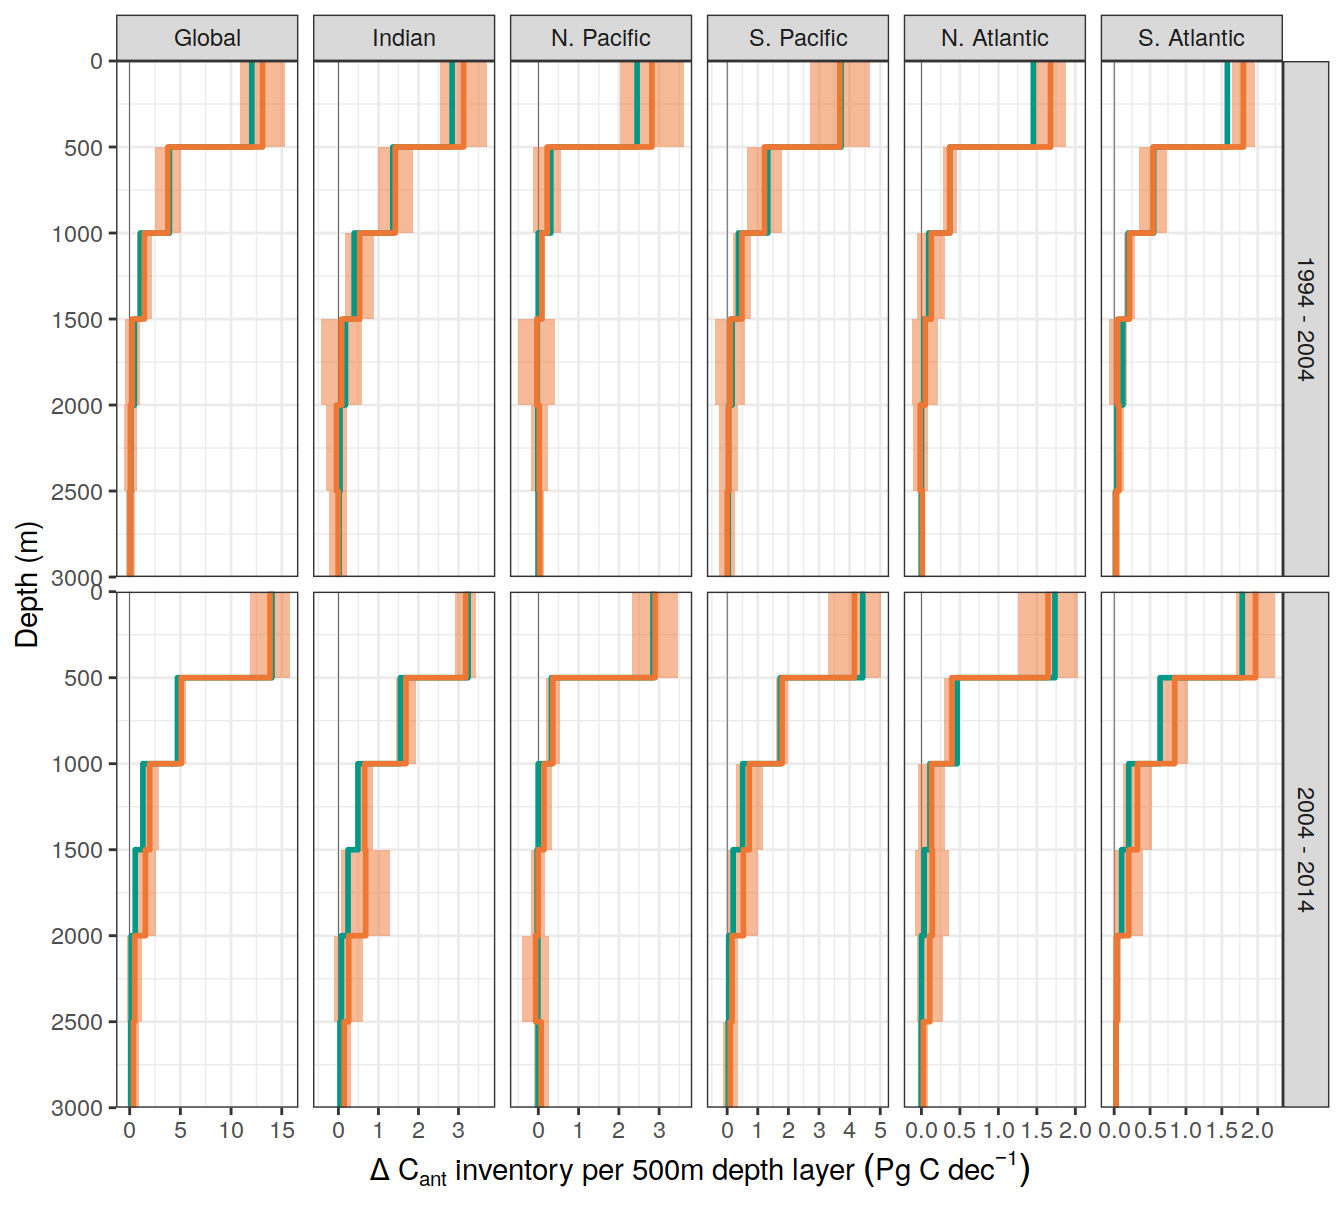 Global Indian N. Pacific S. Pacific N. Atlantic S. Atlantic
0
500
1000
1500
2000
2500
3000
1994 - 2004
0
500
1000
1500
2000
2500
3000
2004 - 2014
Depth (m)
0 5 10 15 0 1 2 3 0 1 2 3 0 1 2 3 4 5 0.0 0.5 1.0 1.5 2.0 0.0 0.5 1.0 1.5 2.0
Δ Cant inventory per 500m depth layer (Pg C dec−1)